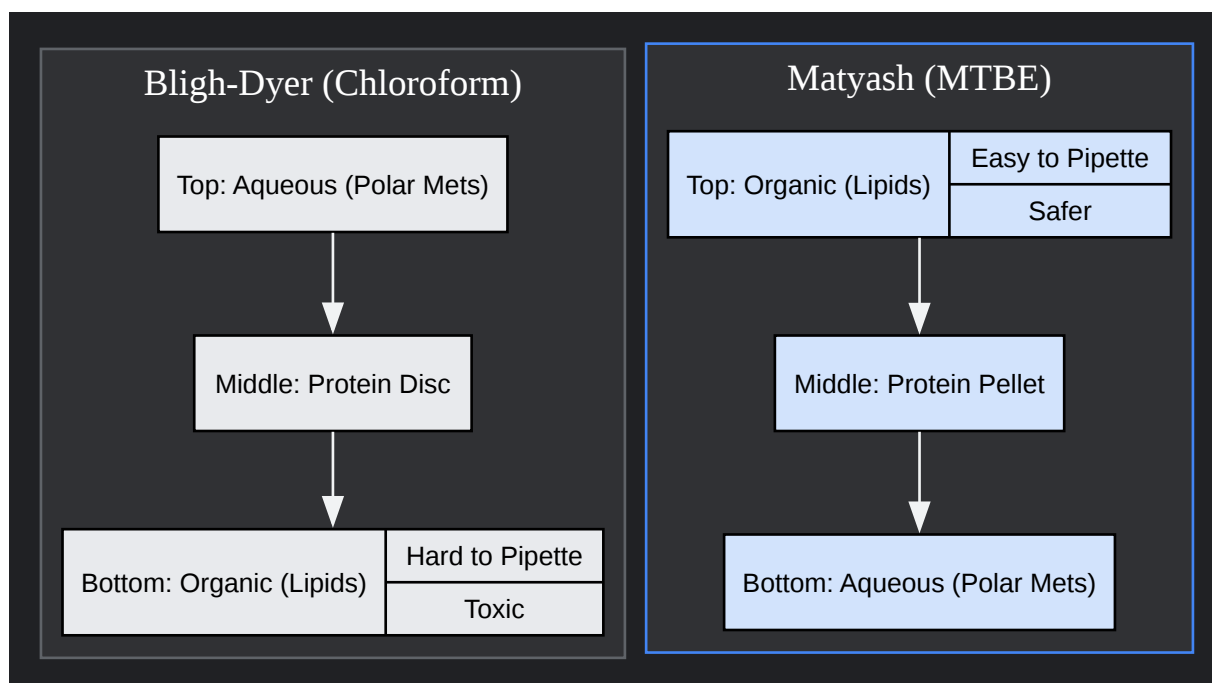 Bligh-Dyer (Chloroform)
Top: Aqueous (Polar Mets)
Middle: Protein Disc
Bottom: Organic (Lipids)
Hard to Pipette
Toxic
Matyash (MTBE)
Top: Organic (Lipids)
Easy to Pipette
Safer
Middle: Protein Pellet
Bottom: Aqueous (Polar Mets)